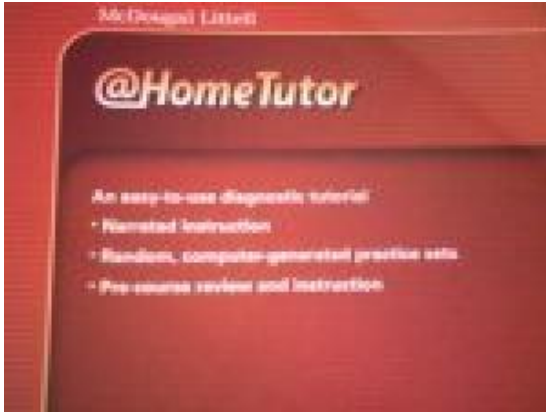 McDougal Littell
@HomeTutor
An easy-to-use diagnostic tutorial
• Narrated Instruction
• Random, computer-generated practice sets
• Pre-course review and instruction